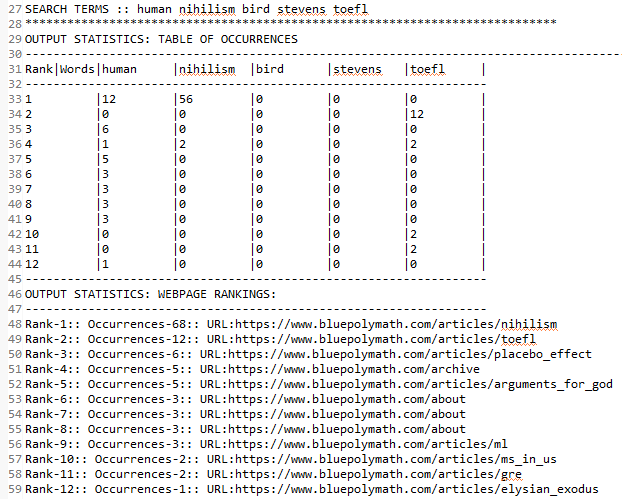 27 SEARCH TERMS :: human nihilism bird stevens toefl
28 ********************************************************************
29 OUTPUT STATISTICS: TABLE OF OCCURRENCES
30 ----------------------------------------------------------------------------
31 Rank|Words|human |nihilism |bird |stevens |toefl |
32 -----------------------------------------------------------
33 1 |12 |56 |0 |0 |0 |
34 2 |0 |0 |0 |0 |12 |
35 3 |6 |0 |0 |0 |0 |
36 4 |1 |2 |0 |0 |2 |
37 5 |5 |0 |0 |0 |0 |
38 6 |3 |0 |0 |0 |0 |
39 7 |3 |0 |0 |0 |0 |
40 8 |3 |0 |0 |0 |0 |
41 9 |3 |0 |0 |0 |0 |
42 10 |0 |0 |0 |0 |2 |
43 11 |0 |0 |0 |0 |2 |
44 12 |1 |0 |0 |0 |0 |
45 -----------------------------------------------------------
46 OUTPUT STATISTICS: WEBPAGE RANKINGS:
47 -----------------------------------------------------------
48 Rank-1:: Occurrences-68:: URL:https://www.bluepolymath.com/articles/nihilism
49 Rank-2:: Occurrences-12:: URL:https://www.bluepolymath.com/articles/toefl
50 Rank-3:: Occurrences-6:: URL:https://www.bluepolymath.com/articles/placebo_effect
51 Rank-4:: Occurrences-5:: URL:https://www.bluepolymath.com/archive
52 Rank-5:: Occurrences-5:: URL:https://www.bluepolymath.com/articles/arguments_for_god
53 Rank-6:: Occurrences-3:: URL:https://www.bluepolymath.com/about
54 Rank-7:: Occurrences-3:: URL:https://www.bluepolymath.com/about
55 Rank-8:: Occurrences-3:: URL:https://www.bluepolymath.com/about
56 Rank-9:: Occurrences-3:: URL:https://www.bluepolymath.com/articles/ml
57 Rank-10:: Occurrences-2:: URL:https://www.bluepolymath.com/articles/ms_in_us
58 Rank-11:: Occurrences-2:: URL:https://www.bluepolymath.com/articles/gre
59 Rank-12:: Occurrences-1:: URL:https://www.bluepolymath.com/articles/elysian_exodus